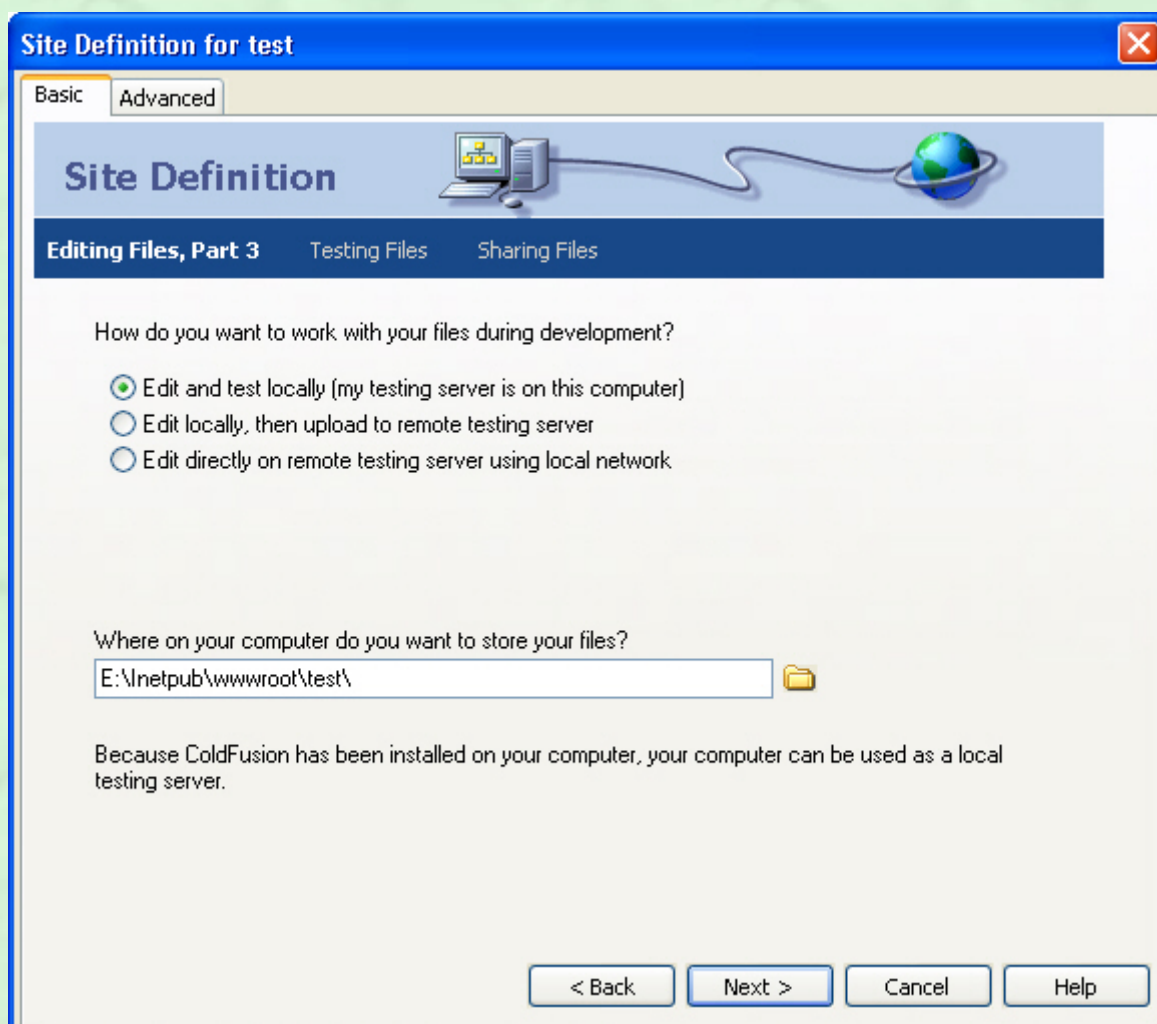 Site Definition for test
Basic Advanced
Site Definition
Editing Files, Part 3 Testing Files Sharing Files
How do you want to work with your files during development?
Edit and test locally (my testing server is on this computer)
Edit locally, then upload to remote testing server
Edit directly on remote testing server using local network
Where on your computer do you want to store your files?
E:\Inetpub\wwwroot\test\
Because ColdFusion has been installed on your computer, your computer can be used as a local
testing server.
< Back Next > Cancel Help